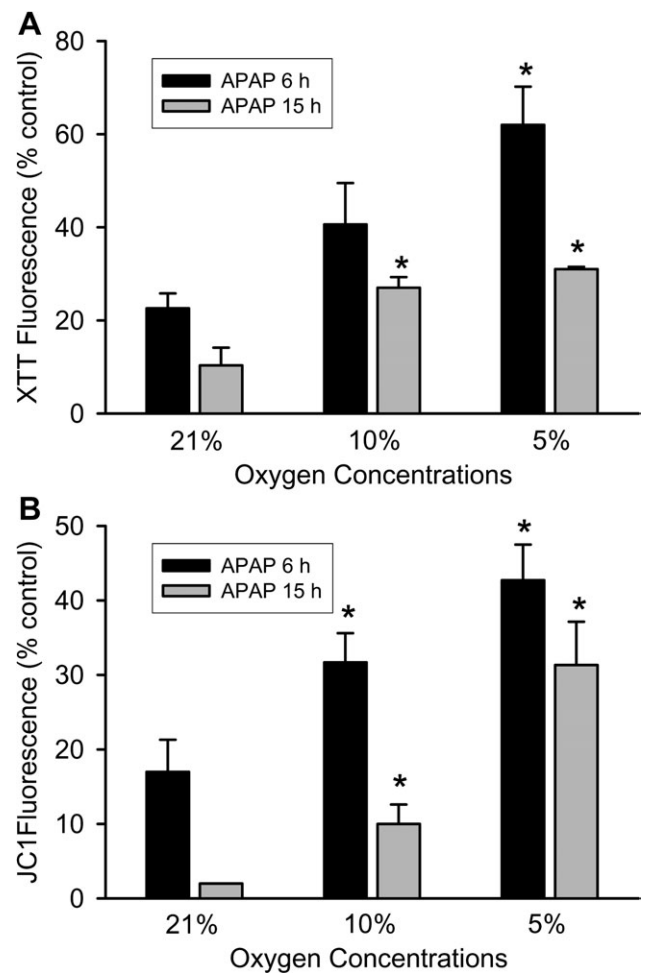 A
XTT Fluorescence (% control)
80
60
40
20
0
APAP 6 h
APAP 15 h
*
*
*
21%
10%
5%
Oxygen Concentrations
B
JC1Fluorescence (% control)
50
40
30
20
10
0
APAP 6 h
APAP 15 h
*
*
*
*
21%
10%
5%
Oxygen Concentrations